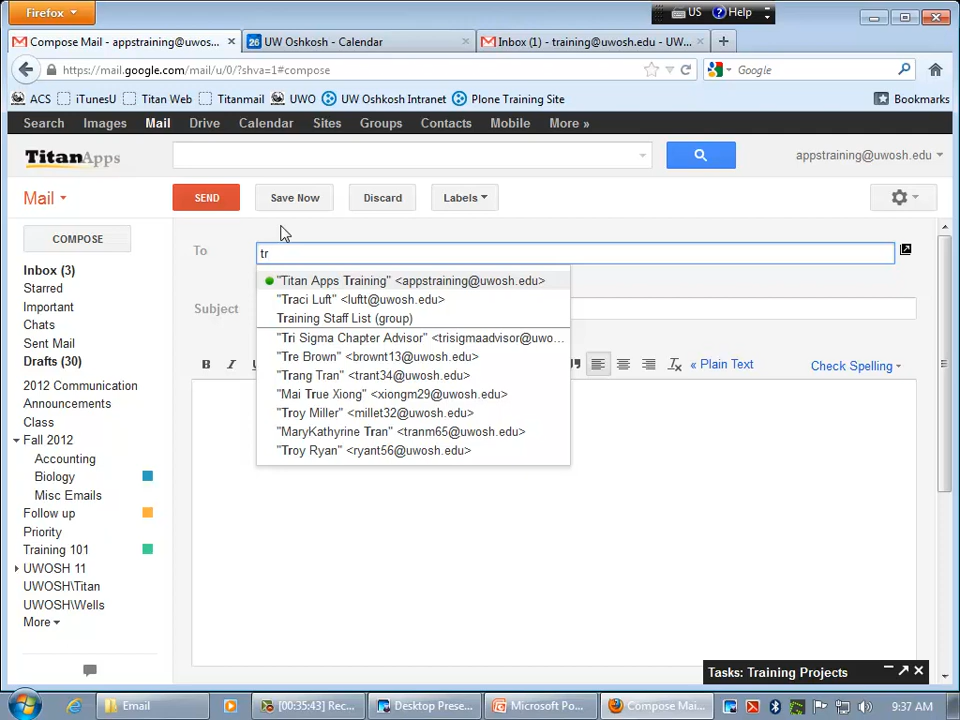 Firefox
US Help
Compose Mail - appstraining@uwos...
26 UW Oshkosh - Calendar
Inbox (1) - training@uwosh.edu - UW...
https://mail.google.com/mail/u/0/?shva=1#compose
Google
ACS iTunesU Titan Web Titanmail UWO UW Oshkosh Intranet Plone Training Site Bookmarks
Search Images Mail Drive Calendar Sites Groups Contacts Mobile More »
TitanApps
appstraining@uwosh.edu
Mail
SEND Save Now Discard Labels
COMPOSE
To tr
"Titan Apps Training" <appstraining@uwosh.edu>
"Traci Luft" <luftt@uwosh.edu>
Training Staff List (group)
"Tri Sigma Chapter Advisor" <trisigmaadvisor@uwo...
"Tre Brown" <brownt13@uwosh.edu>
"Trang Tran" <trant34@uwosh.edu>
"Mai True Xiong" <xiongm29@uwosh.edu>
"Troy Miller" <millet32@uwosh.edu>
"MaryKathyrine Tran" <tranm65@uwosh.edu>
"Troy Ryan" <ryant56@uwosh.edu>
Subject
B I U
« Plain Text
Check Spelling
Inbox (3)
Starred
Important
Chats
Sent Mail
Drafts (30)
2012 Communication
Announcements
Class
Fall 2012
Accounting
Biology
Misc Emails
Follow up
Priority
Training 101
UWOSH 11
UWOSH\Titan
UWOSH\Wells
More
Tasks: Training Projects
Email
[00:35:43] Rec...
Desktop Prese...
Microsoft Po...
Compose Mai...
9:37 AM